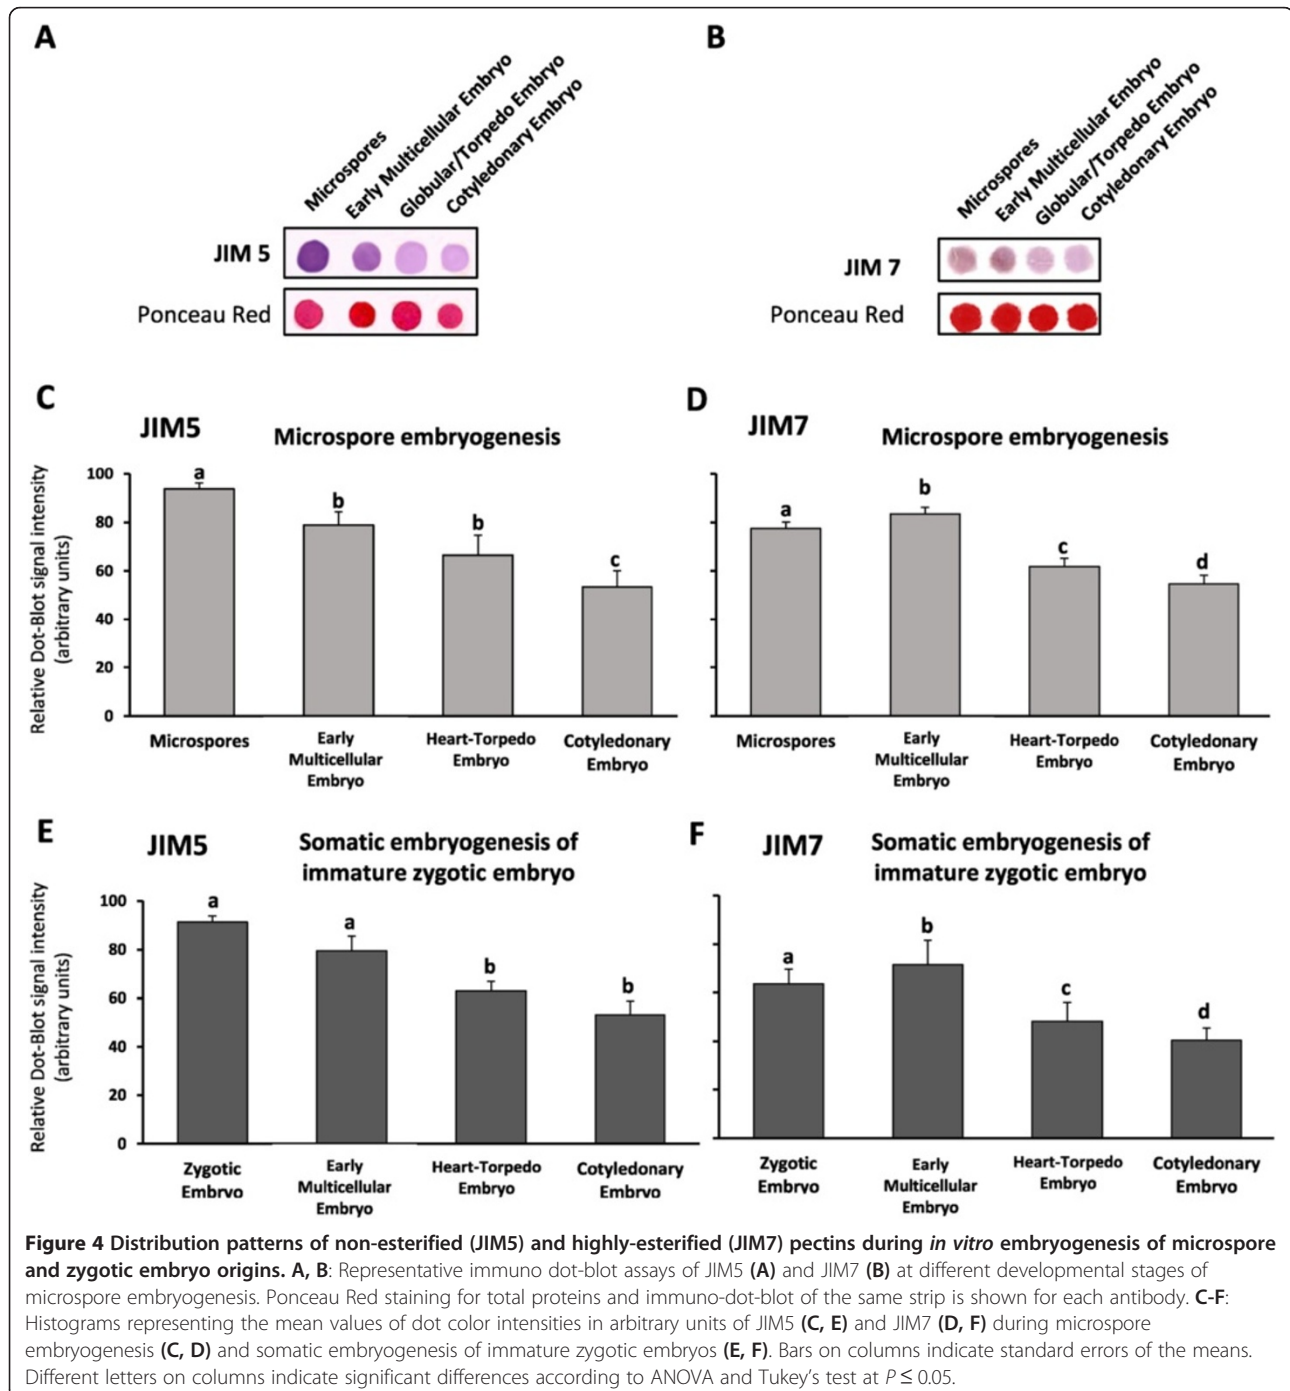 A
B
Microspores
Early Multicellular Embryo
Globular/Torpedo Embryo
Cotyledonary Embryo
Microspores
Early Multicellular Embryo
Globular/Torpedo Embryo
Cotyledonary Embryo
JIM 5
Ponceau Red
JIM 7
Ponceau Red
C
JIM5
Microspore embryogenesis
Relative Dot-Blot signal intensity
(arbitrary units)
100
80
60
40
20
0
a
b
b
c
Microspores
Early
Multicellular
Embryo
Heart-Torpedo
Embryo
Cotyledonary
Embryo
D
JIM7
Microspore embryogenesis
a
b
c
d
Microspores
Early
Multicellular
Embryo
Heart-Torpedo
Embryo
Cotyledonary
Embryo
E
JIM5
Somatic embryogenesis of
immature zygotic embryo
Relative Dot-Blot signal intensity
(arbitrary units)
100
80
60
40
20
0
a
a
b
b
Zygotic
Embryo
Early
Multicellular
Embryo
Heart-Torpedo
Embryo
Cotyledonary
Embryo
F
JIM7
Somatic embryogenesis of
immature zygotic embryo
a
b
c
d
Zygotic
Embryo
Early
Multicellular
Embryo
Heart-Torpedo
Embryo
Cotyledonary
Embryo
Figure 4 Distribution patterns of non-esterified (JIM5) and highly-esterified (JIM7) pectins during in vitro embryogenesis of microspore
and zygotic embryo origins. A, B: Representative immuno dot-blot assays of JIM5 (A) and JIM7 (B) at different developmental stages of
microspore embryogenesis. Ponceau Red staining for total proteins and immuno-dot-blot of the same strip is shown for each antibody. C-F:
Histograms representing the mean values of dot color intensities in arbitrary units of JIM5 (C, E) and JIM7 (D, F) during microspore
embryogenesis (C, D) and somatic embryogenesis of immature zygotic embryos (E, F). Bars on columns indicate standard errors of the means.
Different letters on columns indicate significant differences according to ANOVA and Tukey's test at P ≤ 0.05.